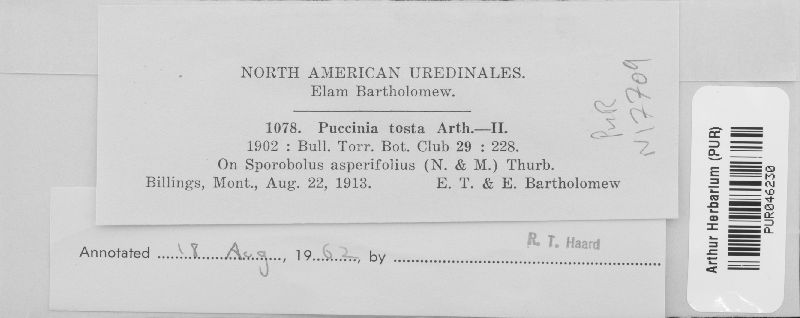 NORTH AMERICAN UREDINALES.
Elam Bartholomew.
1078. Puccinia tosta Arth.—II.
1902 : Bull. Torr. Bot. Club 29 : 228.
On Sporobolus asperifolius (N. & M.) Thurb.
Billings, Mont., Aug. 22, 1913. E. T. & E. Bartholomew
PUR
N17709
Annotated 18 Aug, 1962, by R. T. Haard
Arthur Herbarium (PUR)
PUR046230